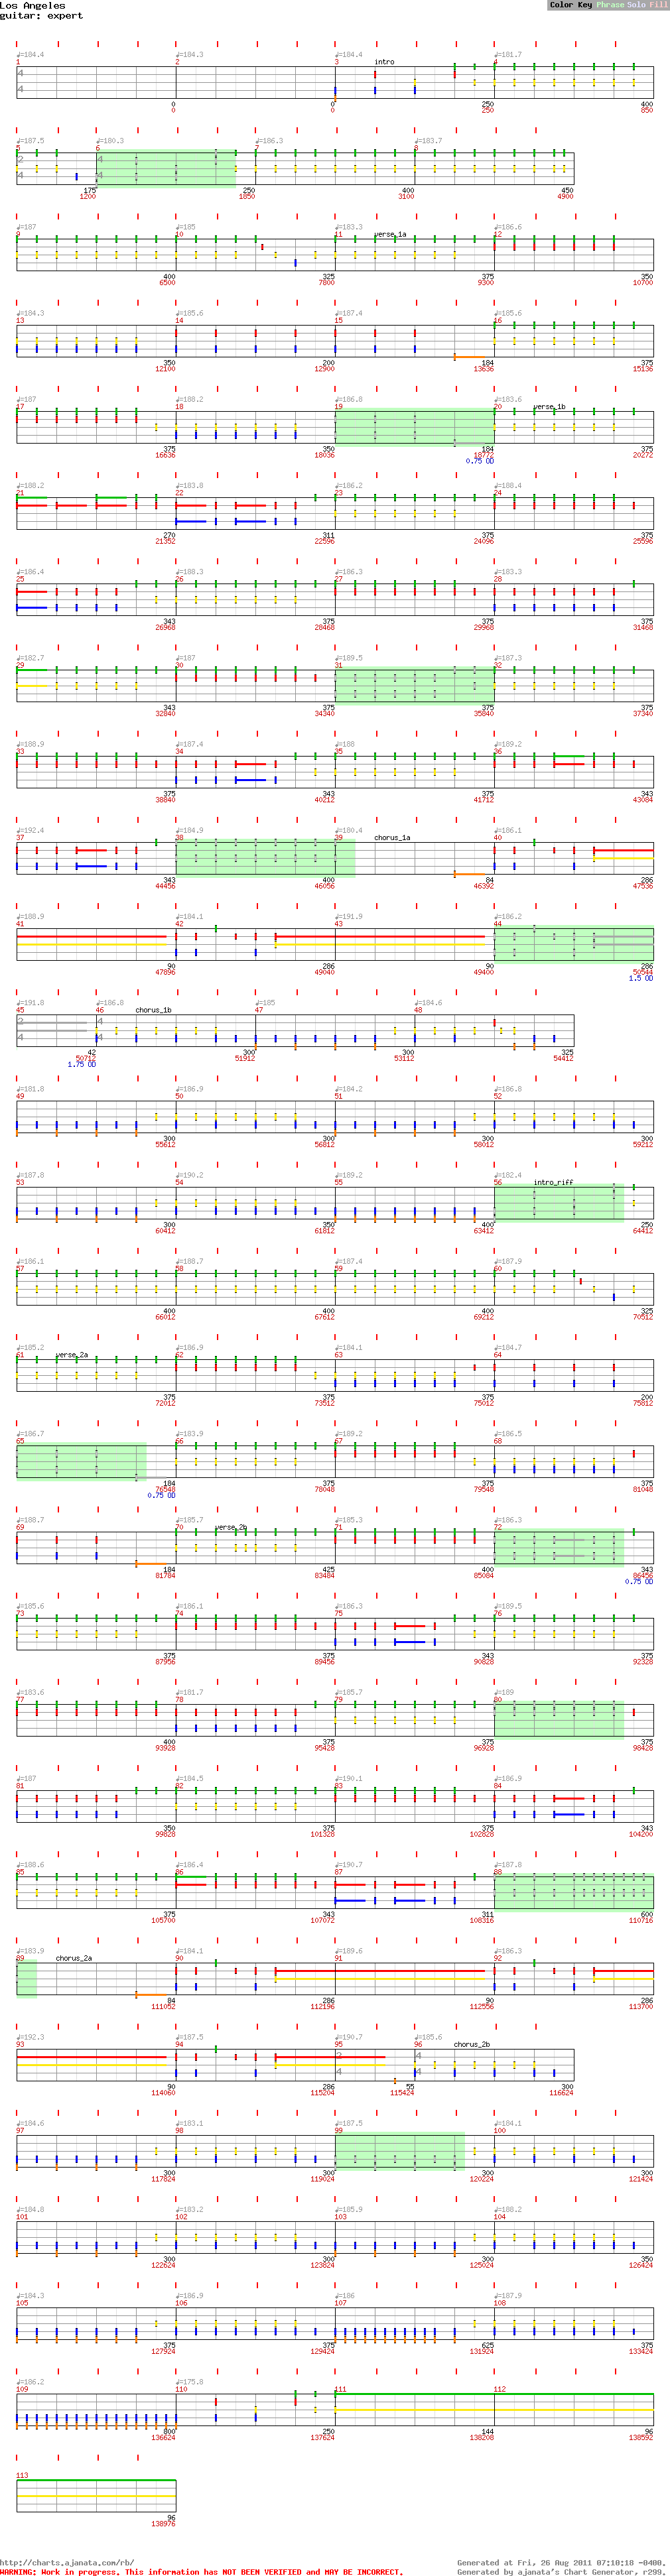 Los Angeles
guitar: expert
Color Key Phrase Solo Fill
♩=184.4 ♩=184.3 ♩=184.4 ♩=181.7
1 2 3 intro 4
4
4
0 0 250 400
0 0 250 850
♩=187.5 ♩=180.3 ♩=186.3 ♩=183.7
5 6 7 8
2 4
4 4
175 250 400 450
1200 1850 3100 4900
♩=187 ♩=185 ♩=183.3 ♩=186.6
9 10 11 verse_1a 12
400 325 375 350
6500 7800 9300 10700
♩=184.3 ♩=185.6 ♩=187.4 ♩=185.6
13 14 15 16
350 200 184 375
12100 12900 13636 15136
♩=187 ♩=188.2 ♩=186.8 ♩=183.6
17 18 19 20 verse_1b
375 350 184 375
16636 18036 18772 20272
0.75 OD
♩=188.2 ♩=183.8 ♩=186.2 ♩=188.4
21 22 23 24
270 311 375 375
21352 22596 24096 25596
♩=186.4 ♩=188.3 ♩=186.3 ♩=183.3
25 26 27 28
343 375 375 375
26968 28468 29968 31468
♩=182.7 ♩=187 ♩=189.5 ♩=187.3
29 30 31 32
343 375 375 375
32840 34340 35840 37340
♩=188.9 ♩=187.4 ♩=188 ♩=189.2
33 34 35 36
375 343 375 343
38840 40212 41712 43084
♩=192.4 ♩=184.9 ♩=180.4 ♩=186.1
37 38 39 chorus_1a 40
343 400 84 286
44456 46056 46392 47536
♩=188.9 ♩=184.1 ♩=191.9 ♩=186.2
41 42 43 44
90 286 90 286
47896 49040 49400 50544
1.5 OD
♩=191.8 ♩=186.8 ♩=185 ♩=184.6
45 46 chorus_1b 47 48
2 4
4 4
42 300 300 325
50712 51912 53112 54412
1.75 OD
♩=181.8 ♩=186.9 ♩=184.2 ♩=186.8
49 50 51 52
300 300 300 300
55612 56812 58012 59212
♩=187.8 ♩=190.2 ♩=189.2 ♩=182.4
53 54 55 56 intro_riff
300 350 400 250
60412 61812 63412 64412
♩=186.1 ♩=188.7 ♩=187.4 ♩=187.9
57 58 59 60
400 400 400 325
66012 67612 69212 70512
♩=185.2 ♩=186.9 ♩=184.1 ♩=184.7
61 verse_2a 62 63 64
375 375 375 200
72012 73512 75012 75812
♩=186.7 ♩=183.9 ♩=189.2 ♩=186.5
65 66 67 68
184 375 375 375
76548 78048 79548 81048
0.75 OD
♩=188.7 ♩=185.7 ♩=185.3 ♩=186.3
69 70 verse_2b 71 72
184 425 400 343
81784 83484 85084 86456
0.75 OD
♩=185.6 ♩=186.1 ♩=186.3 ♩=189.5
73 74 75 76
375 375 343 375
87956 89456 90828 92328
♩=183.6 ♩=181.7 ♩=185.7 ♩=189
77 78 79 80
400 375 375 375
93928 95428 96928 98428
♩=187 ♩=184.5 ♩=190.1 ♩=186.9
81 82 83 84
350 375 375 343
99828 101328 102828 104200
♩=188.6 ♩=186.4 ♩=190.7 ♩=187.8
85 86 87 88
375 343 311 600
105700 107072 108316 110716
♩=183.9 ♩=184.1 ♩=189.6 ♩=186.3
89 chorus_2a 90 91 92
84 286 90 286
111052 112196 112556 113700
♩=192.3 ♩=187.5 ♩=190.7 ♩=185.6
93 94 95 96 chorus_2b
2 4
4 4
90 286 55 300
114060 115204 115424 116624
♩=184.6 ♩=183.1 ♩=187.5 ♩=184.1
97 98 99 100
300 300 300 300
117824 119024 120224 121424
♩=184.8 ♩=183.2 ♩=185.9 ♩=188.2
101 102 103 104
300 300 300 350
122624 123824 125024 126424
♩=184.3 ♩=186.9 ♩=186 ♩=187.9
105 106 107 108
375 375 625 375
127924 129424 131924 133424
♩=186.2 ♩=175.8
109 110 111 112
800 250 144 96
136624 137624 138208 138592
113
96
138976
http://charts.ajanata.com/rb/
Generated at Fri, 26 Aug 2011 07:10:18 -0400.
WARNING: Work in progress. This information has NOT BEEN VERIFIED and MAY BE INCORRECT.
Generated by ajanata's Chart Generator, r299.